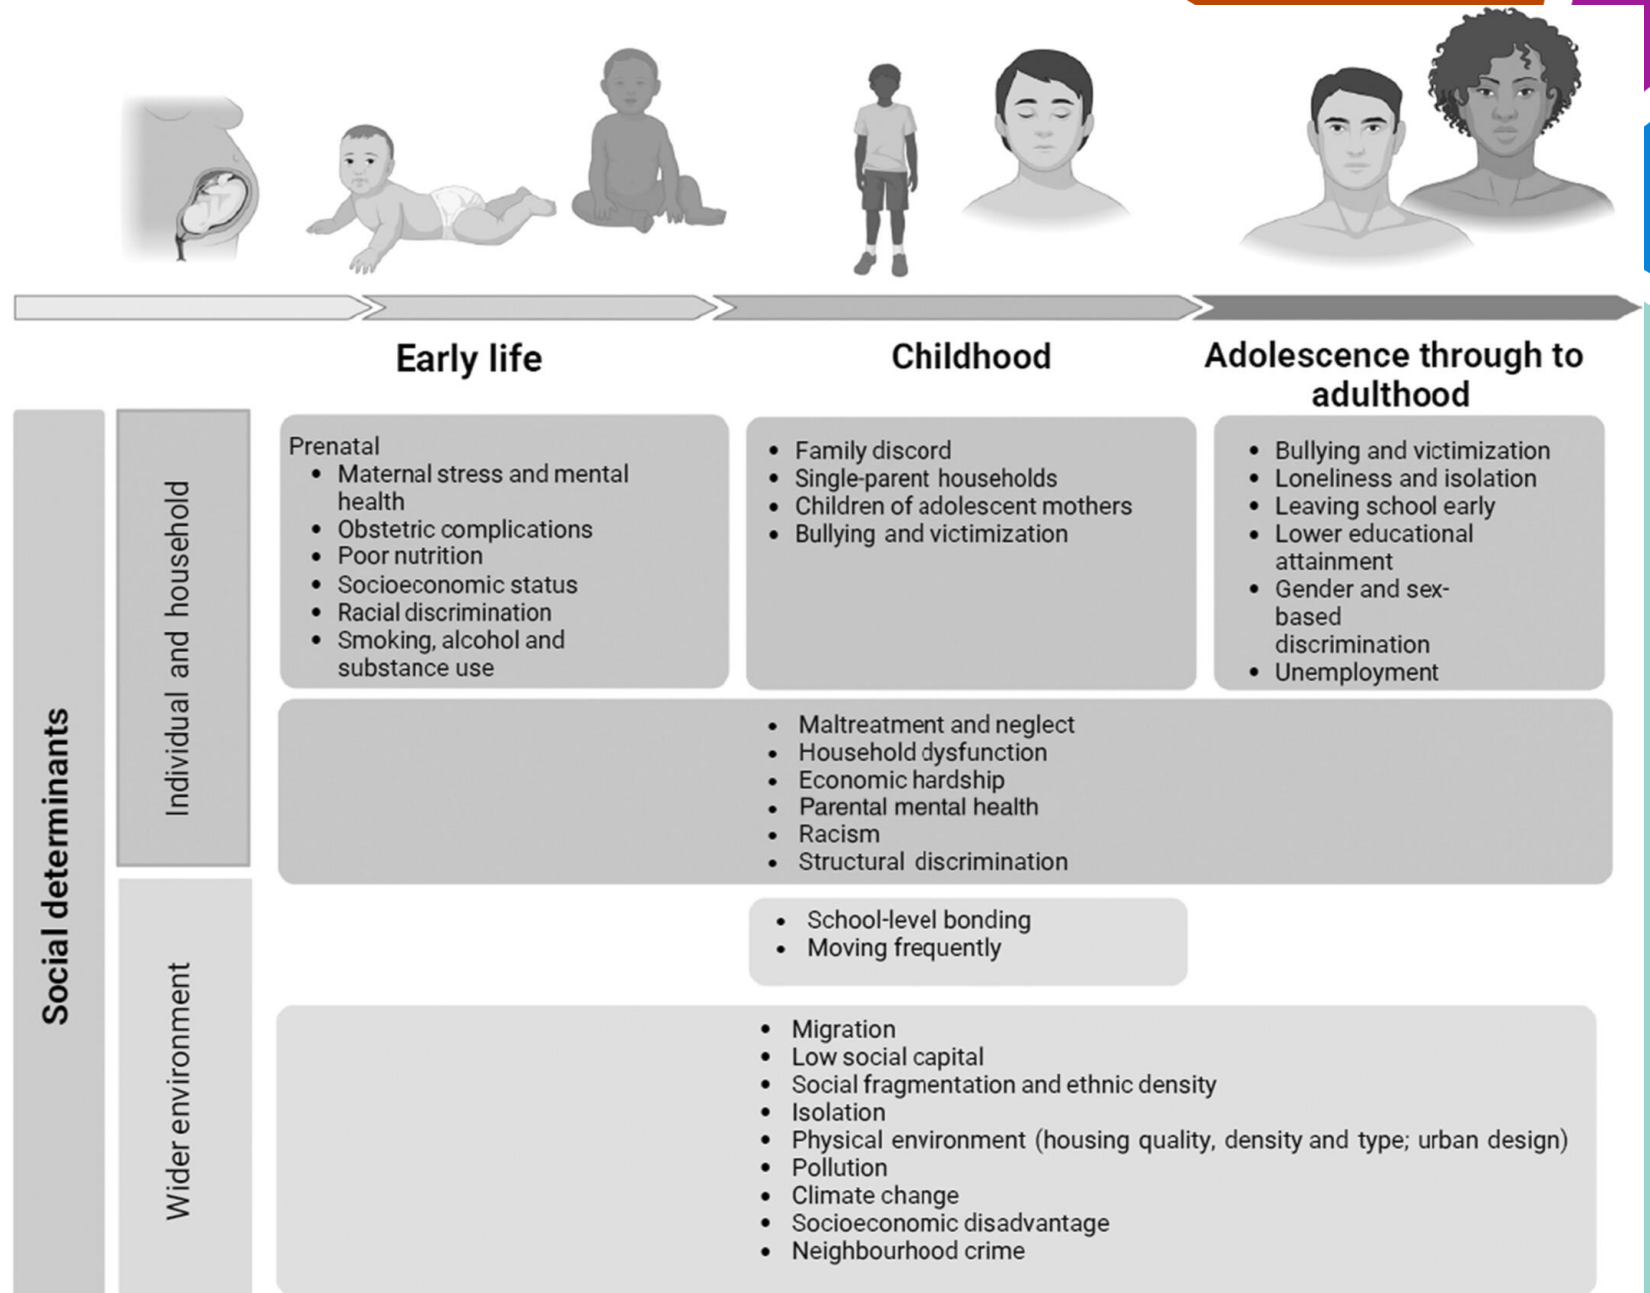 Early life
Childhood
Adolescence through to
adulthood
Social determinants
Individual and household
Prenatal
• Maternal stress and mental
health
• Obstetric complications
• Poor nutrition
• Socioeconomic status
• Racial discrimination
• Smoking, alcohol and
substance use
• Family discord
• Single-parent households
• Children of adolescent mothers
• Bullying and victimization
• Bullying and victimization
• Loneliness and isolation
• Leaving school early
• Lower educational
attainment
• Gender and sex-
based
discrimination
• Unemployment
• Maltreatment and neglect
• Household dysfunction
• Economic hardship
• Parental mental health
• Racism
• Structural discrimination
Wider environment
• School-level bonding
• Moving frequently
• Migration
• Low social capital
• Social fragmentation and ethnic density
• Isolation
• Physical environment (housing quality, density and type; urban design)
• Pollution
• Climate change
• Socioeconomic disadvantage
• Neighbourhood crime